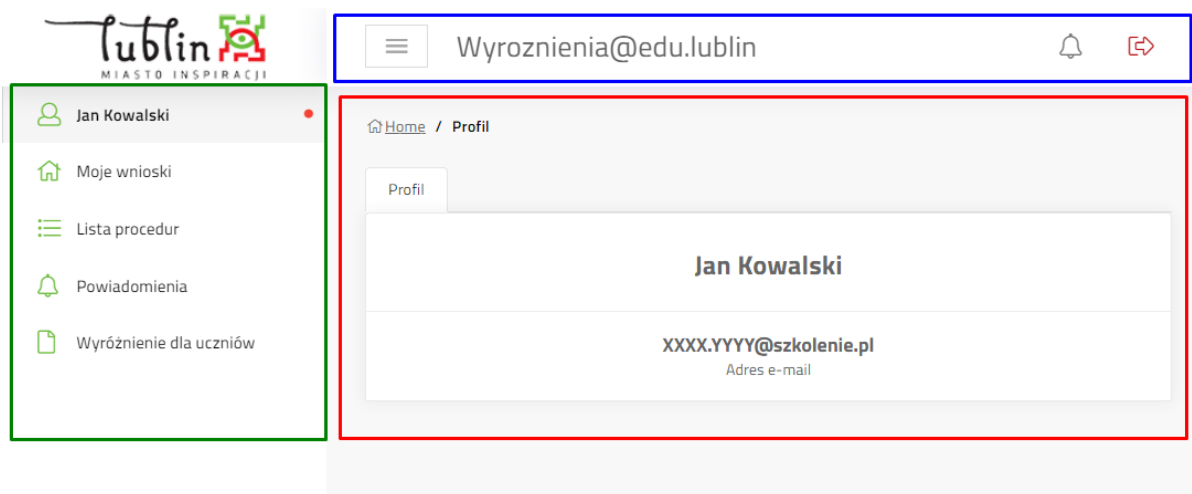 lublin
MIASTO INSPIRACJI
Wyroznienia@edu.lublin
Jan Kowalski
Moje wnioski
Lista procedur
Powiadomienia
Wyróżnienie dla uczniów
Home / Profil
Profil
Jan Kowalski
XXXX.YYYY@szkolenie.pl
Adres e-mail